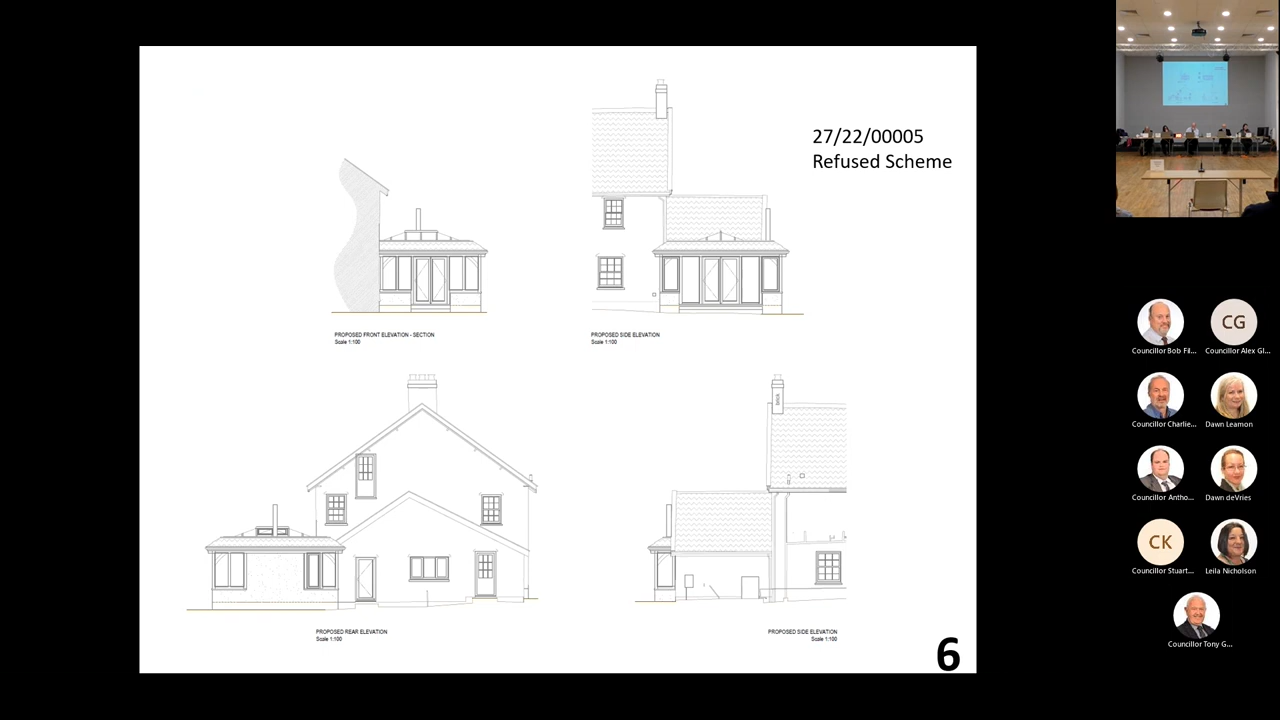 27/22/00005
Refused Scheme
PROPOSED FRONT ELEVATION - SECTION
Scale 1:100
PROPOSED SIDE ELEVATION
Scale 1:100
brick
PROPOSED REAR ELEVATION
Scale 1:100
PROPOSED SIDE ELEVATION
Scale 1:100
6
CG
Councillor Bob Fil...
Councillor Alex Gl...
Councillor Charlie...
Dawn Leamon
Councillor Antho...
Dawn deVries
CK
Councillor Stuart...
Leila Nicholson
Councillor Tony G...